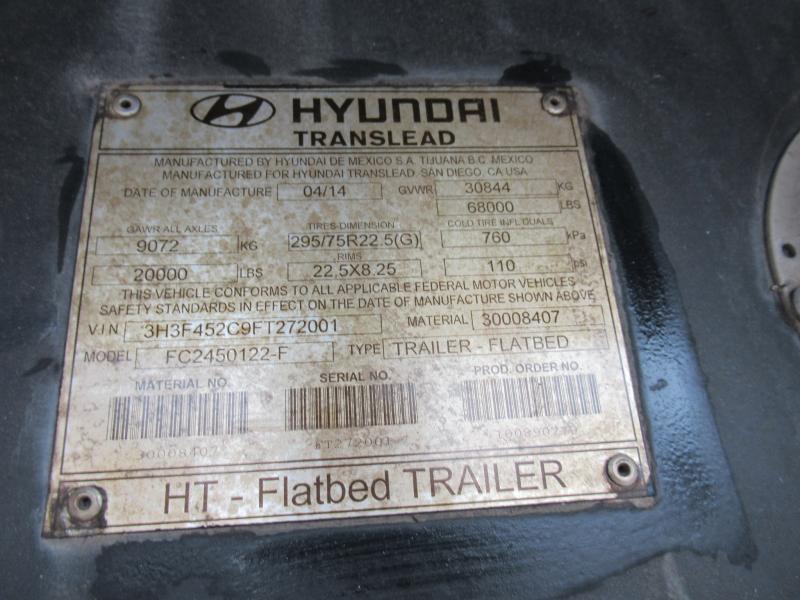 HYUNDAI
TRANSLEAD
MANUFACTURED BY HYUNDAI DE MEXICO S.A. TIJUANA B.C. MEXICO
MANUFACTURED FOR HYUNDAI TRANSLEAD, SAN DIEGO, CA USA
DATE OF MANUFACTURE 04/14 GVWR 30844 KG
68000 LBS
GAWR ALL AXLES TIRES-DIMENSION COLD TIRE INFL DUALS
9072 KG 295/75R22.5(G) 760 kPa
RIMS
20000 LBS 22.5X8.25 110 psi
THIS VEHICLE CONFORMS TO ALL APPLICABLE FEDERAL MOTOR VEHICLES
SAFETY STANDARDS IN EFFECT ON THE DATE OF MANUFACTURE SHOWN ABOVE
V.I.N 3H3F452C9FT272001 MATERIAL 30008407
MODEL FC2450122-F TYPE TRAILER - FLATBED
MATERIAL NO. SERIAL NO. PROD. ORDER NO.
30008407 FT272001
HT - Flatbed TRAILER